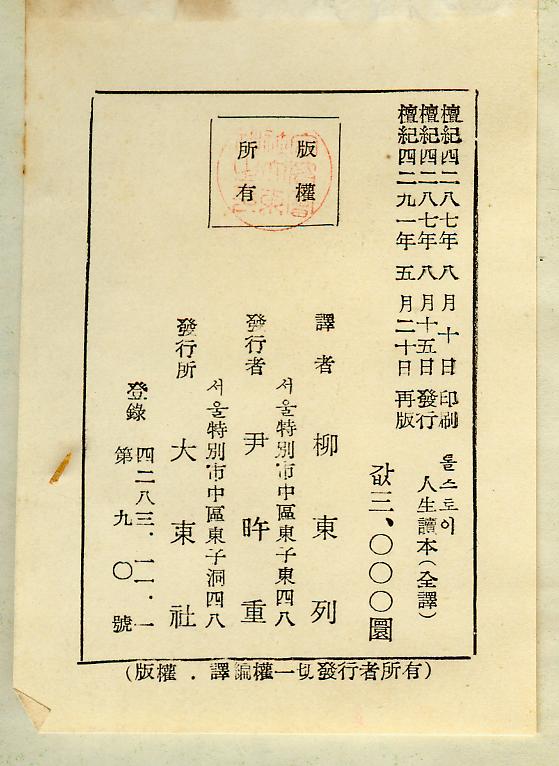 檀紀四二八七年 八月 十日 印刷
檀紀四二八七年 八月十五日 發行
檀紀四二九一年 五月二十日 再版
톨스토이
人生讀本(全譯)
값三、〇〇〇圜
版權
所有
譯者 柳東列
서울特別市中區東子東四八
發行者 尹昨重
서울特別市中區東子洞四八
發行所 大東社
登錄 四二八三.一一.一
第九〇號
(版權.譯編權一切發行者所有)